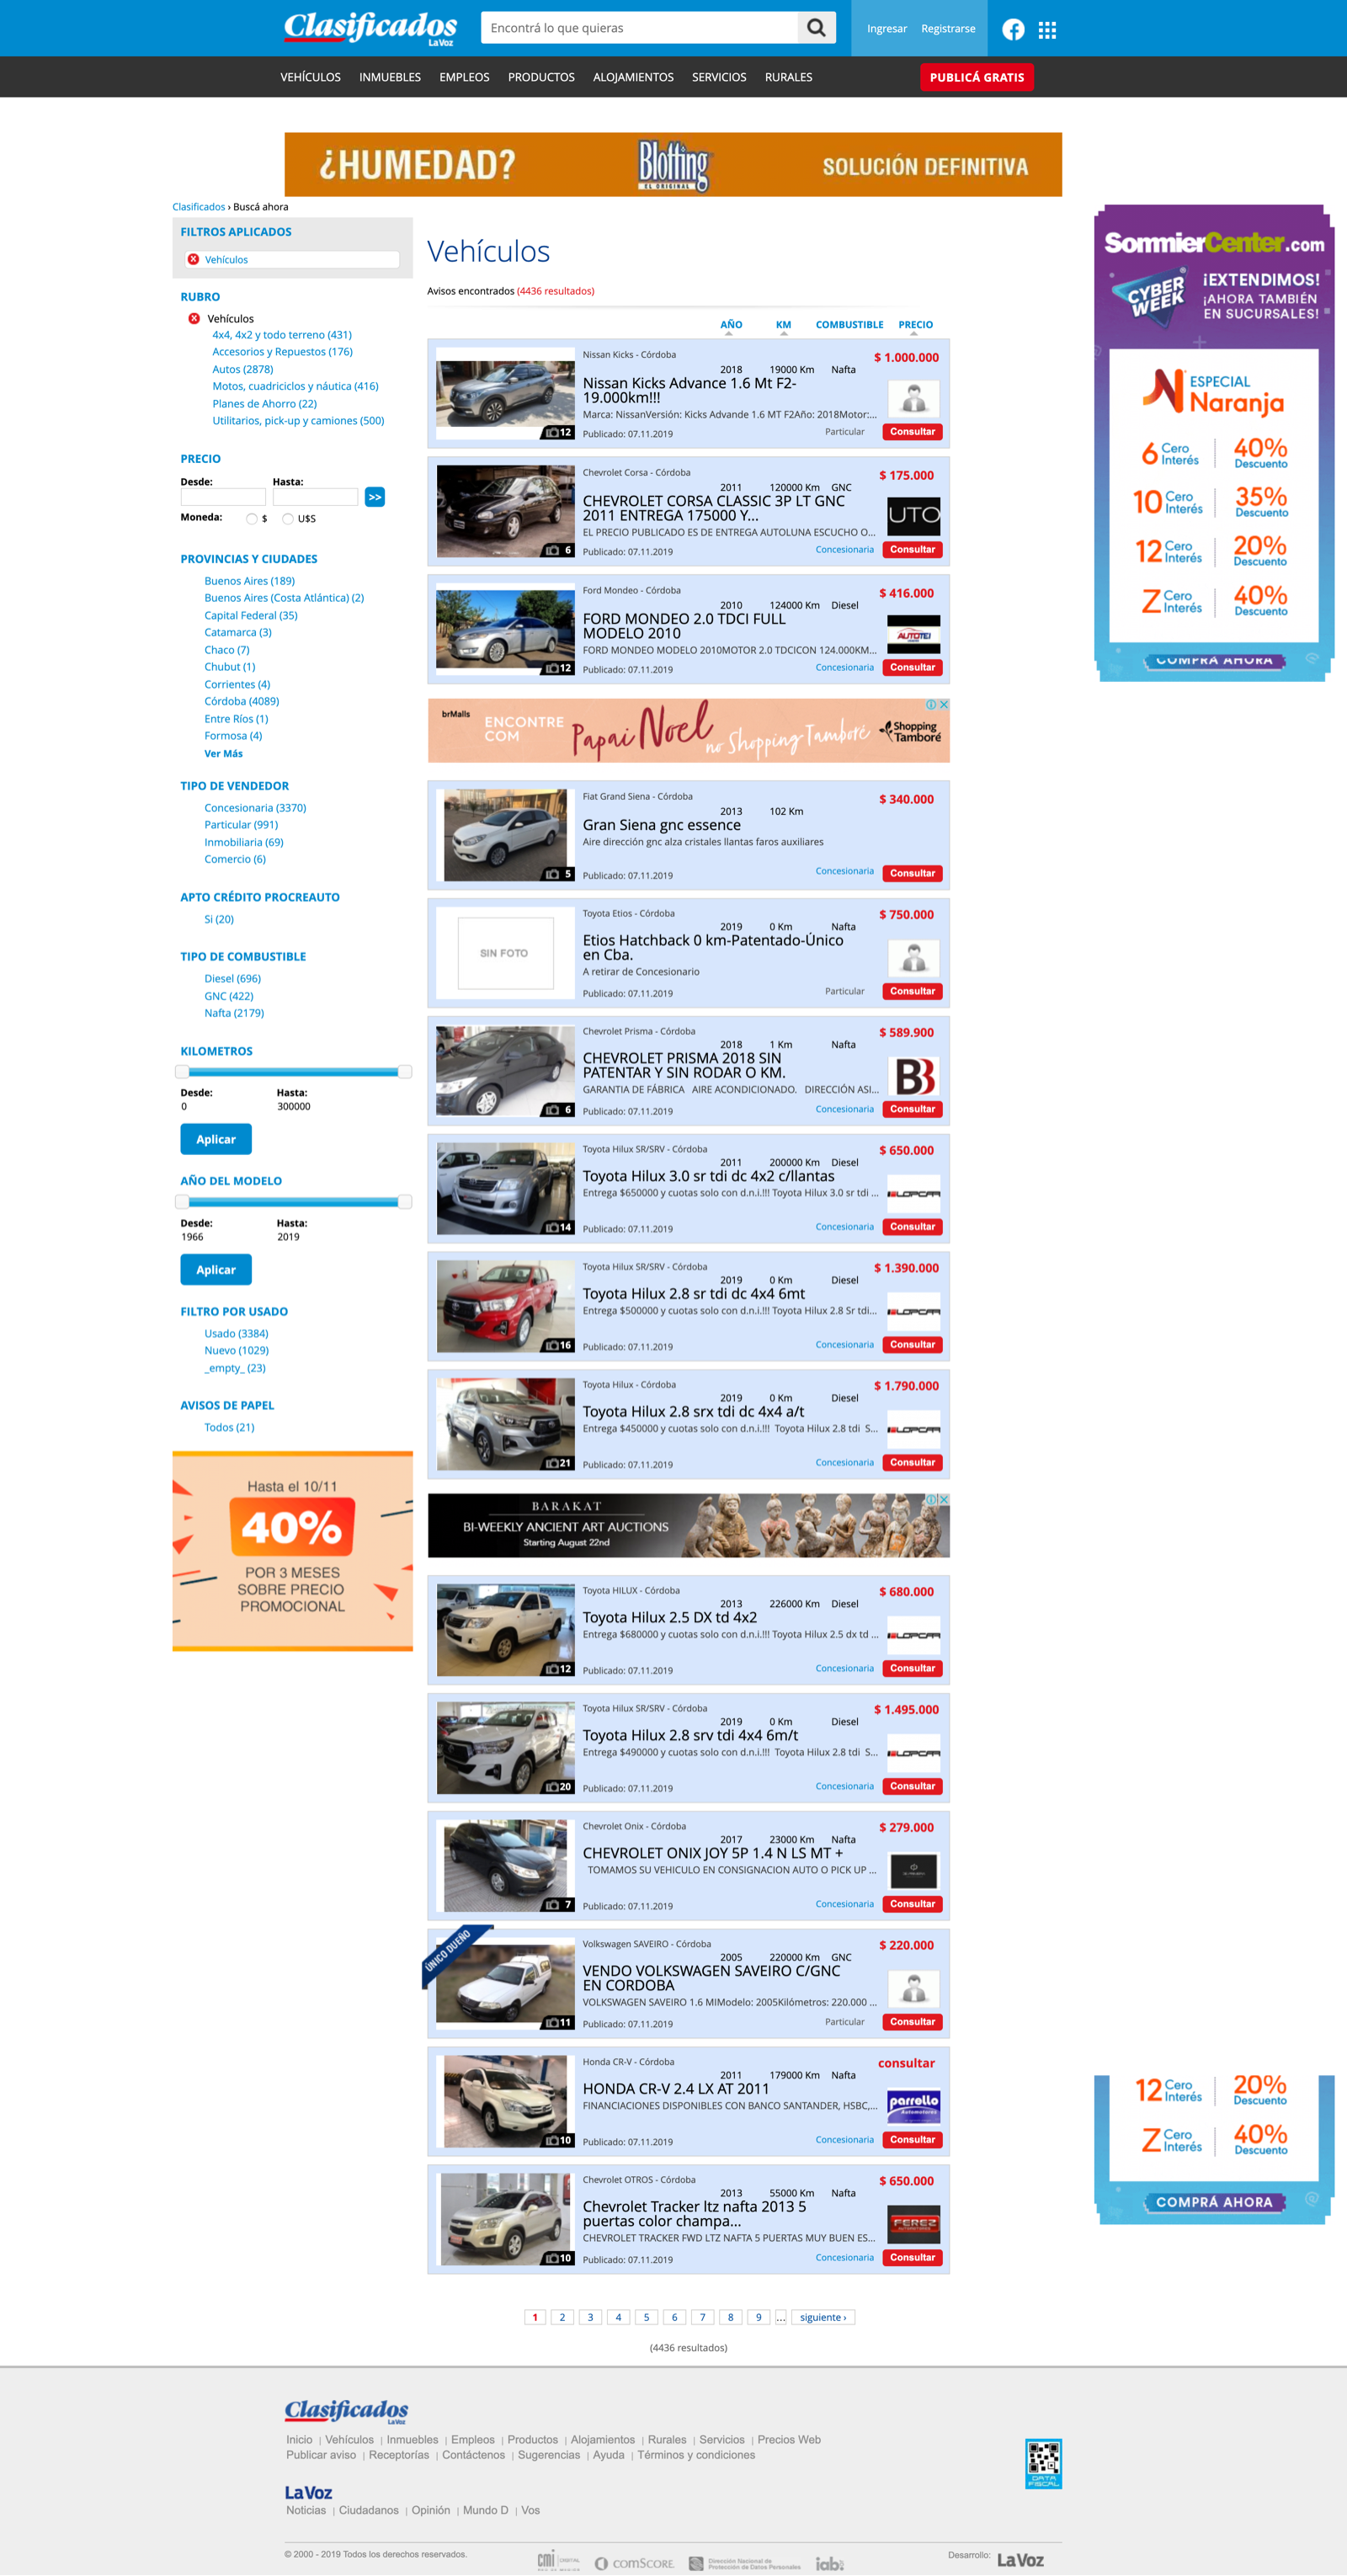 Clasificados
LaVoz
Encontrá lo que quieras
Ingresar Registrarse
VEHÍCULOS INMUEBLES EMPLEOS PRODUCTOS ALOJAMIENTOS SERVICIOS RURALES
PUBLICÁ GRATIS
¿HUMEDAD?
Blotting
EL ORIGINAL
SOLUCIÓN DEFINITIVA
Clasificados › Buscá ahora
FILTROS APLICADOS
Vehículos
RUBRO
Vehículos
4x4, 4x2 y todo terreno (431)
Accesorios y Repuestos (176)
Autos (2878)
Motos, cuadriciclos y náutica (416)
Planes de Ahorro (22)
Utilitarios, pick-up y camiones (500)
PRECIO
Desde: Hasta:
>>
Moneda: $ U$S
PROVINCIAS Y CIUDADES
Buenos Aires (189)
Buenos Aires (Costa Atlántica) (2)
Capital Federal (35)
Catamarca (3)
Chaco (7)
Chubut (1)
Corrientes (4)
Córdoba (4089)
Entre Ríos (1)
Formosa (4)
Ver Más
TIPO DE VENDEDOR
Concesionaria (3370)
Particular (991)
Inmobiliaria (69)
Comercio (6)
APTO CRÉDITO PROCREAUTO
Si (20)
TIPO DE COMBUSTIBLE
Diesel (696)
GNC (422)
Nafta (2179)
KILOMETROS
Desde: Hasta:
0 300000
Aplicar
AÑO DEL MODELO
Desde: Hasta:
1966 2019
Aplicar
FILTRO POR USADO
Usado (3384)
Nuevo (1029)
_empty_ (23)
AVISOS DE PAPEL
Todos (21)
Hasta el 10/11
40%
POR 3 MESES
SOBRE PRECIO
PROMOCIONAL
Vehículos
Avisos encontrados (4436 resultados)
AÑO KM COMBUSTIBLE PRECIO
Nissan Kicks - Córdoba
$ 1.000.000
2018 19000 Km Nafta
Nissan Kicks Advance 1.6 Mt F2-
19.000km!!!
Marca: NissanVersión: Kicks Advande 1.6 MT F2Año: 2018Motor:...
12
Publicado: 07.11.2019
Particular
Consultar
Chevrolet Corsa - Córdoba
$ 175.000
2011 120000 Km GNC
CHEVROLET CORSA CLASSIC 3P LT GNC
2011 ENTREGA 175000 Y...
UTO
EL PRECIO PUBLICADO ES DE ENTREGA AUTOLUNA ESCUCHO O...
6
Publicado: 07.11.2019
Concesionaria
Consultar
Ford Mondeo - Córdoba
$ 416.000
2010 124000 Km Diesel
FORD MONDEO 2.0 TDCI FULL
MODELO 2010
FORD MONDEO MODELO 2010MOTOR 2.0 TDCICON 124.000KM...
12
Publicado: 07.11.2019
Concesionaria
Consultar
brMalls
ENCONTRE
COM
Papai Noel
no Shopping Tamboré
Shopping
Tamboré
Fiat Grand Siena - Córdoba
$ 340.000
2013 102 Km
Gran Siena gnc essence
Aire dirección gnc alza cristales llantas faros auxiliares
5
Publicado: 07.11.2019
Concesionaria
Consultar
Toyota Etios - Córdoba
$ 750.000
2019 0 Km Nafta
Etios Hatchback 0 km-Patentado-Único
en Cba.
SIN FOTO
A retirar de Concesionario
Publicado: 07.11.2019
Particular
Consultar
Chevrolet Prisma - Córdoba
$ 589.900
2018 1 Km Nafta
CHEVROLET PRISMA 2018 SIN
PATENTAR Y SIN RODAR O KM.
GARANTIA DE FÁBRICA AIRE ACONDICIONADO. DIRECCIÓN ASI...
6
Publicado: 07.11.2019
Concesionaria
Consultar
Toyota Hilux SR/SRV - Córdoba
$ 650.000
2011 200000 Km Diesel
Toyota Hilux 3.0 sr tdi dc 4x2 c/llantas
Entrega $650000 y cuotas solo con d.n.i.!!! Toyota Hilux 3.0 sr tdi ...
14
Publicado: 07.11.2019
Concesionaria
Consultar
Toyota Hilux SR/SRV - Córdoba
$ 1.390.000
2019 0 Km Diesel
Toyota Hilux 2.8 sr tdi dc 4x4 6mt
Entrega $500000 y cuotas solo con d.n.i.!!! Toyota Hilux 2.8 Sr tdi...
16
Publicado: 07.11.2019
Concesionaria
Consultar
Toyota Hilux - Córdoba
$ 1.790.000
2019 0 Km Diesel
Toyota Hilux 2.8 srx tdi dc 4x4 a/t
Entrega $450000 y cuotas solo con d.n.i.!!! Toyota Hilux 2.8 tdi S...
21
Publicado: 07.11.2019
Concesionaria
Consultar
BARAKAT
BI-WEEKLY ANCIENT ART AUCTIONS
Starting August 22nd
Toyota HILUX - Córdoba
$ 680.000
2013 226000 Km Diesel
Toyota Hilux 2.5 DX td 4x2
Entrega $680000 y cuotas solo con d.n.i.!!! Toyota Hilux 2.5 dx td ...
12
Publicado: 07.11.2019
Concesionaria
Consultar
Toyota Hilux SR/SRV - Córdoba
$ 1.495.000
2019 0 Km Diesel
Toyota Hilux 2.8 srv tdi 4x4 6m/t
Entrega $490000 y cuotas solo con d.n.i.!!! Toyota Hilux 2.8 tdi S...
20
Publicado: 07.11.2019
Concesionaria
Consultar
Chevrolet Onix - Córdoba
$ 279.000
2017 23000 Km Nafta
CHEVROLET ONIX JOY 5P 1.4 N LS MT +
TOMAMOS SU VEHICULO EN CONSIGNACION AUTO O PICK UP ...
7
Publicado: 07.11.2019
Concesionaria
Consultar
ÚNICO DUEÑO
Volkswagen SAVEIRO - Córdoba
$ 220.000
2005 220000 Km GNC
VENDO VOLKSWAGEN SAVEIRO C/GNC
EN CORDOBA
VOLKSWAGEN SAVEIRO 1.6 MIModelo: 2005Kilómetros: 220.000 ...
11
Publicado: 07.11.2019
Particular
Consultar
Honda CR-V - Córdoba
consultar
2011 179000 Km Nafta
HONDA CR-V 2.4 LX AT 2011
parrello
Automotores
FINANCIACIONES DISPONIBLES CON BANCO SANTANDER, HSBC,...
10
Publicado: 07.11.2019
Concesionaria
Consultar
Chevrolet OTROS - Córdoba
$ 650.000
2013 55000 Km Nafta
Chevrolet Tracker ltz nafta 2013 5
puertas color champa...
FEREZ
CHEVROLET TRACKER FWD LTZ NAFTA 5 PUERTAS MUY BUEN ES...
10
Publicado: 07.11.2019
Concesionaria
Consultar
1 2 3 4 5 6 7 8 9 ... siguiente ›
(4436 resultados)
SommierCenter.com
CYBER
WEEK
¡EXTENDIMOS!
¡AHORA TAMBIÉN
EN SUCURSALES!
ESPECIAL
Naranja
6 Cero Interés 40% Descuento
10 Cero Interés 35% Descuento
12 Cero Interés 20% Descuento
Z Cero Interés 40% Descuento
COMPRÁ AHORA
12 Cero Interés 20% Descuento
Z Cero Interés 40% Descuento
COMPRÁ AHORA
Clasificados
LaVoz
Inicio | Vehículos | Inmuebles | Empleos | Productos | Alojamientos | Rurales | Servicios | Precios Web
Publicar aviso | Receptorías | Contáctenos | Sugerencias | Ayuda | Términos y condiciones
DATA
FISCAL
LaVoz
Noticias | Ciudadanos | Opinión | Mundo D | Vos
© 2000 - 2019 Todos los derechos reservados.
cmi DIGITAL
comSCORE
Dirección Nacional de
Protección de Datos Personales
iab.
Desarrollo: LaVoz